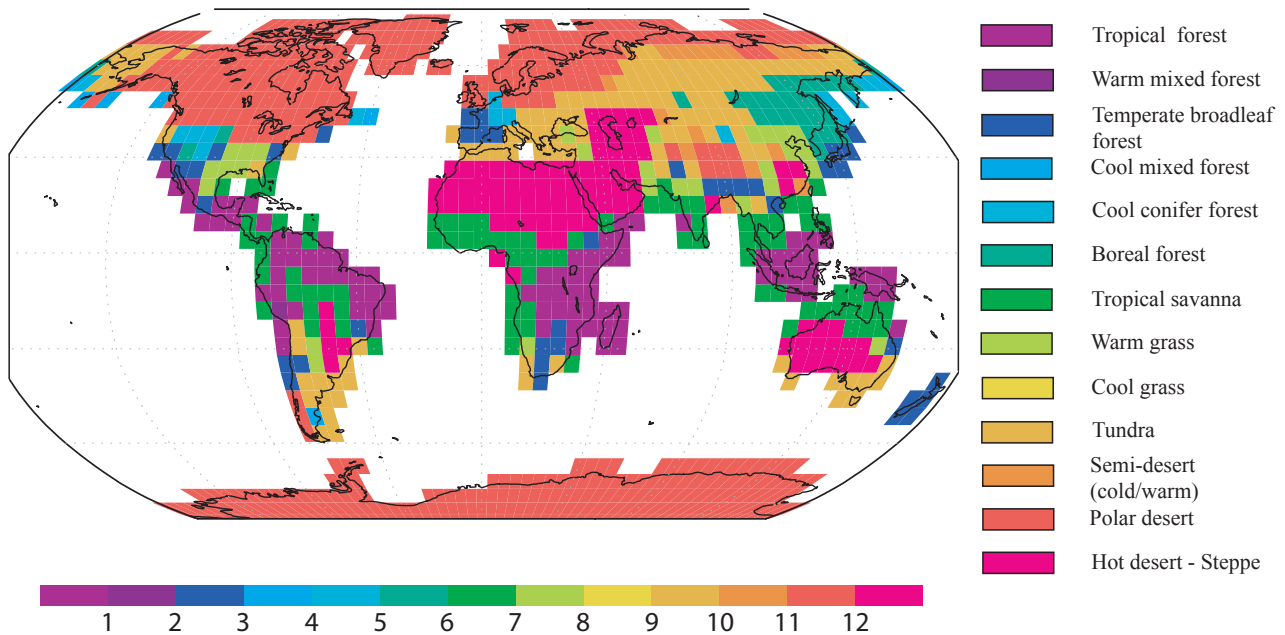 Tropical forest
Warm mixed forest
Temperate broadleaf
forest
Cool mixed forest
Cool conifer forest
Boreal forest
Tropical savanna
Warm grass
Cool grass
Tundra
Semi-desert
(cold/warm)
Polar desert
Hot desert - Steppe
1 2 3 4 5 6 7 8 9 10 11 12